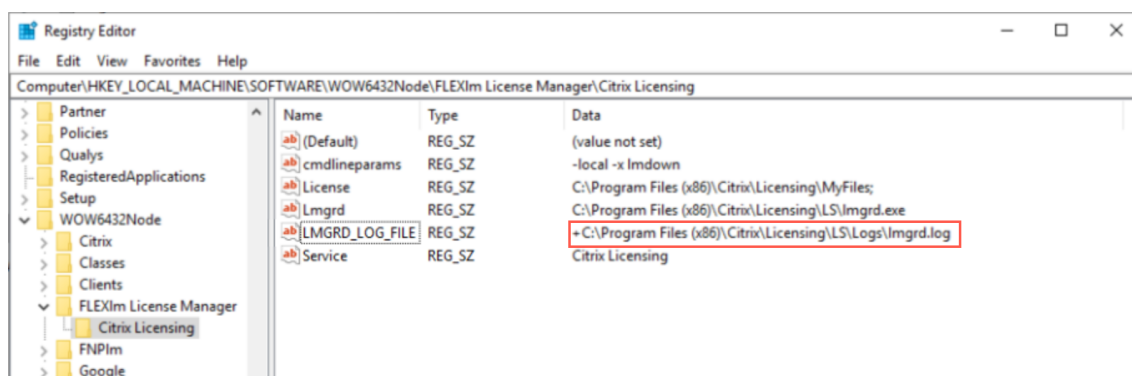 Registry Editor
File Edit View Favorites Help
Computer\HKEY_LOCAL_MACHINE\SOFTWARE\WOW6432Node\FLEXlm License Manager\Citrix Licensing
Partner
Policies
Qualys
RegisteredApplications
Setup
WOW6432Node
Citrix
Classes
Clients
FLEXlm License Manager
Citrix Licensing
FNPlm
Google
Name Type Data
(Default) REG_SZ (value not set)
cmdlineparams REG_SZ -local -x lmdown
License REG_SZ C:\Program Files (x86)\Citrix\Licensing\MyFiles;
Lmgrd REG_SZ C:\Program Files (x86)\Citrix\Licensing\LS\lmgrd.exe
LMGRD_LOG_FILE REG_SZ +C:\Program Files (x86)\Citrix\Licensing\LS\Logs\lmgrd.log
Service REG_SZ Citrix Licensing